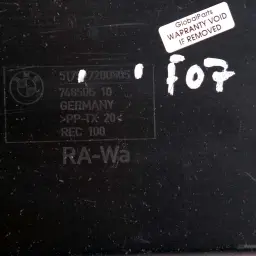 GlobalParts
WARRANTY VOID
IF REMOVED
F07
GERMANY
>PP-TX 20<
REC 100
RA-Wa